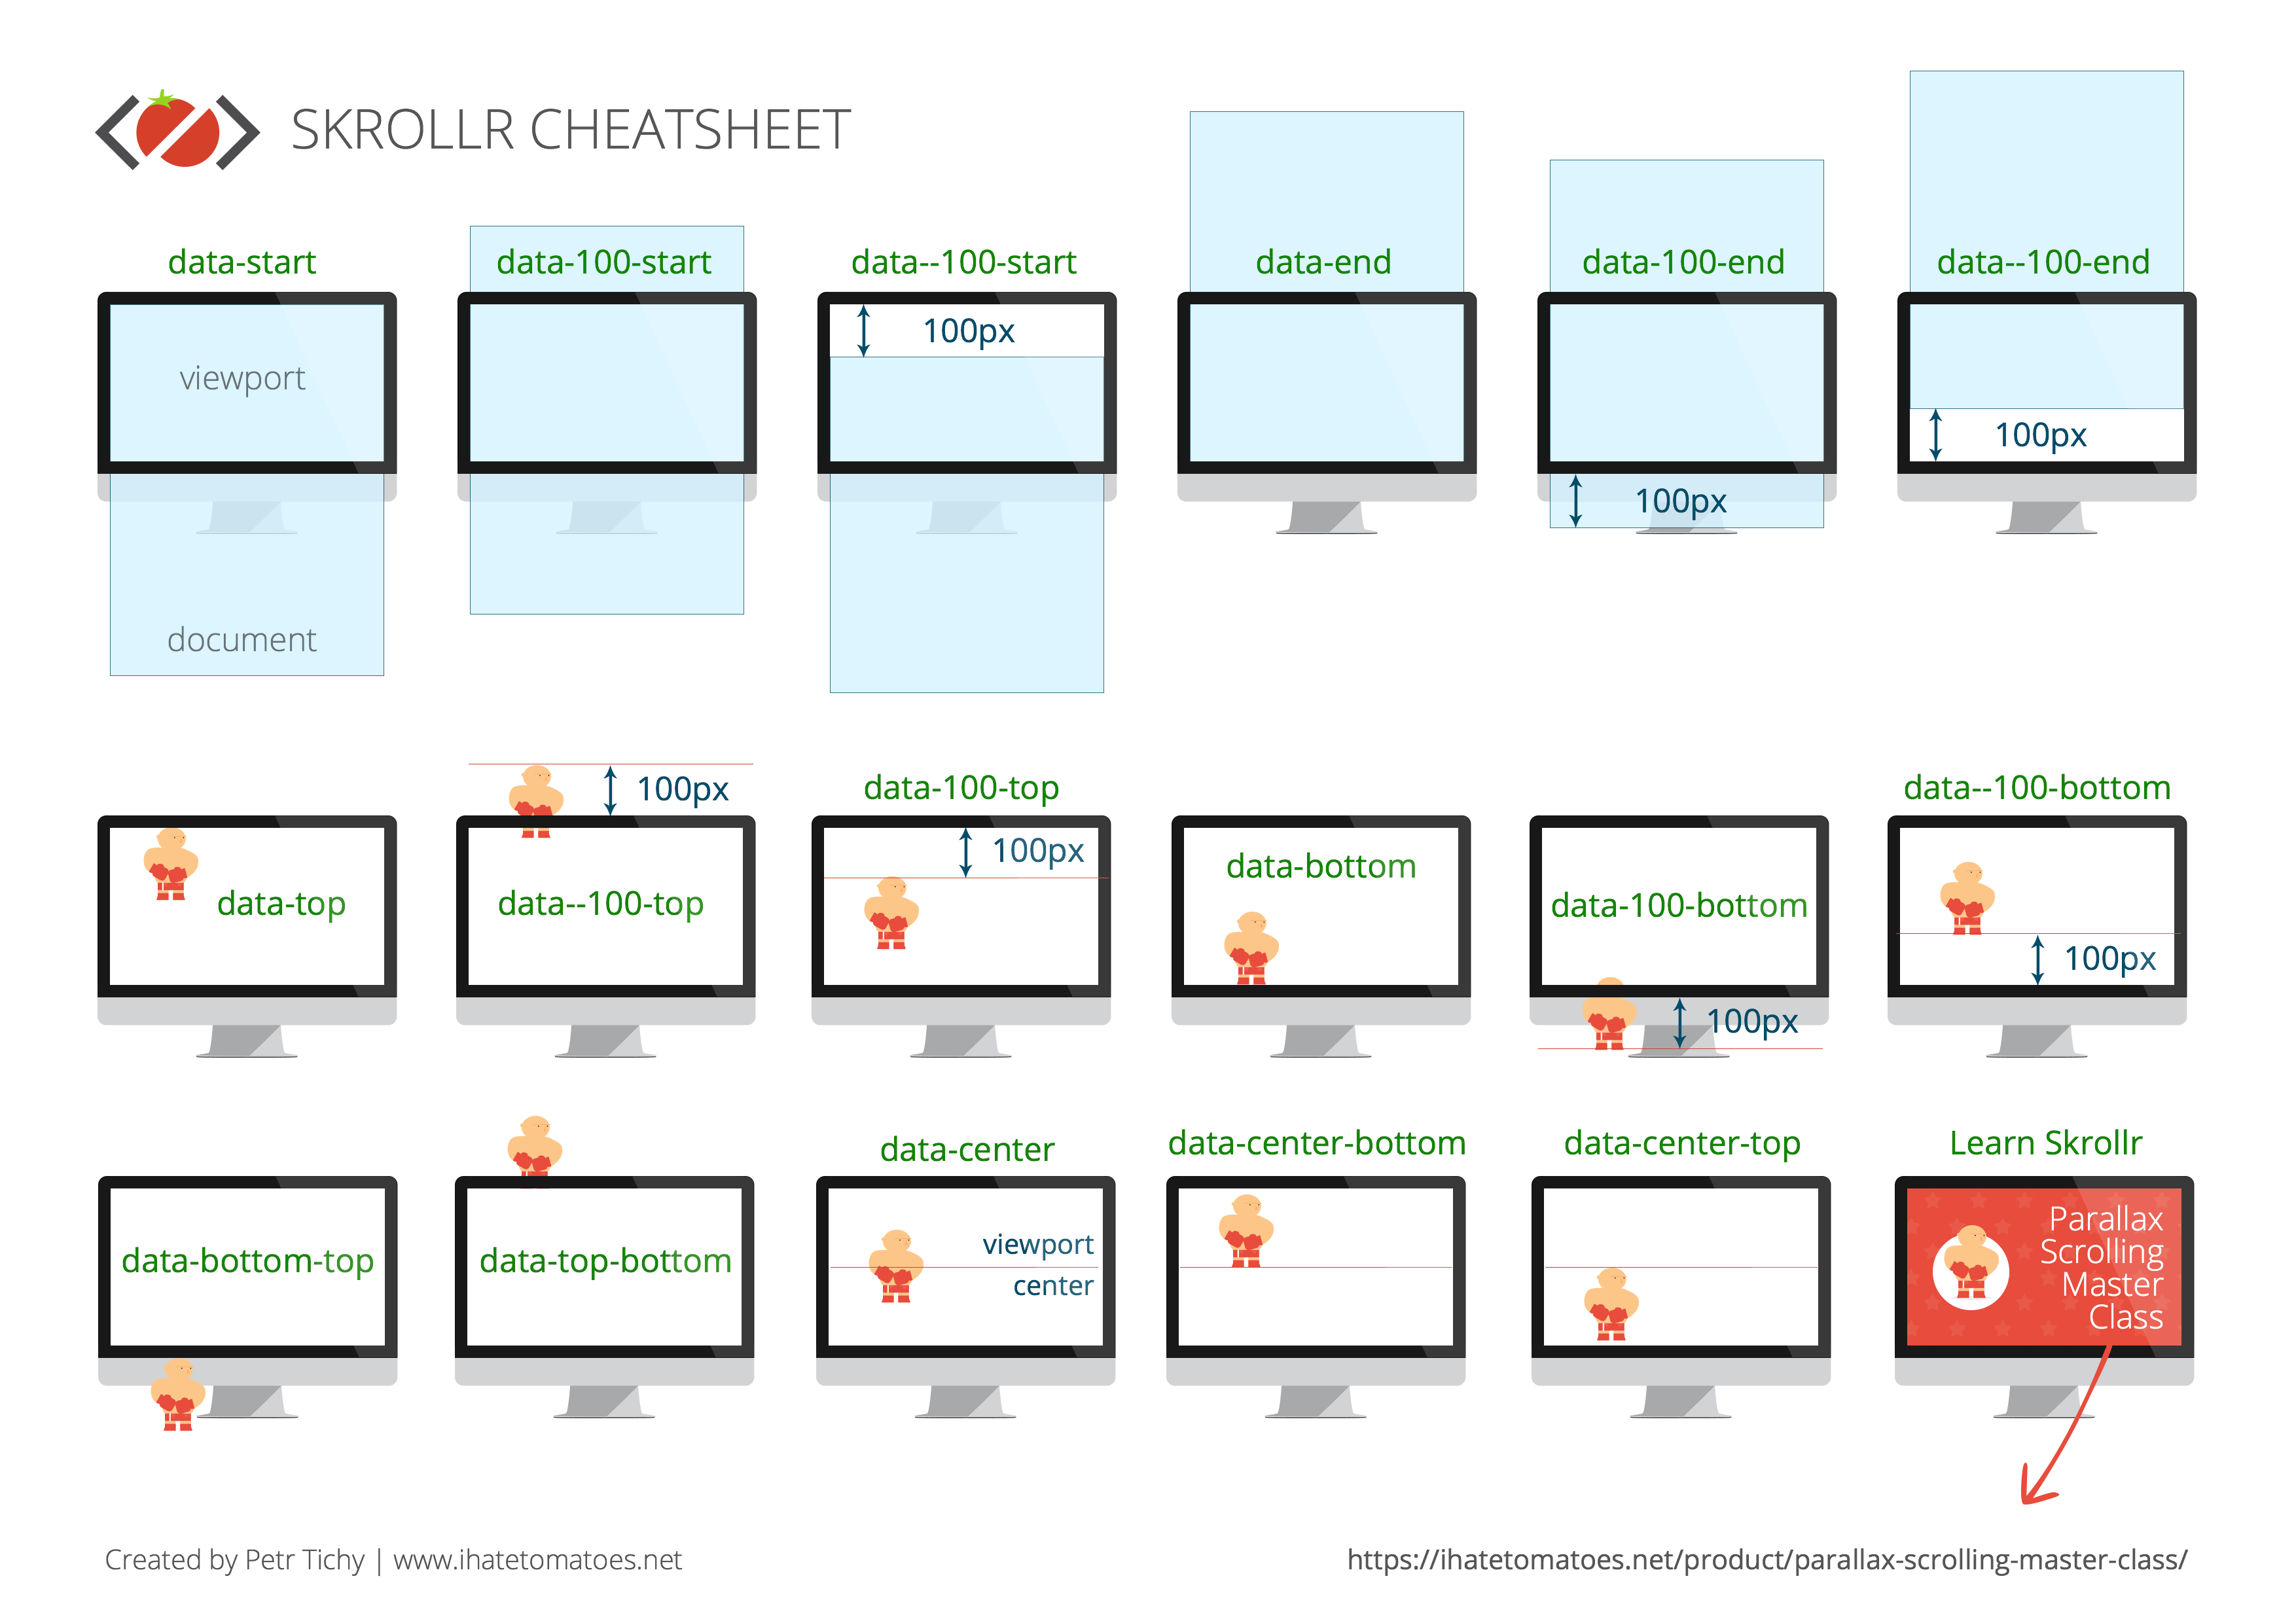 SKROLLR CHEATSHEET
data-start
data-100-start
data--100-start
data-end
data-100-end
data--100-end
viewport
100px
100px
100px
document
100px
data-100-top
data--100-bottom
data-top
data--100-top
100px
data-bottom
data-100-bottom
100px
100px
data-center
data-center-bottom
data-center-top
Learn Skrollr
data-bottom-top
data-top-bottom
viewport
center
Parallax
Scrolling
Master
Class
Created by Petr Tichy | www.ihatetomatoes.net
https://ihatetomatoes.net/product/parallax-scrolling-master-class/